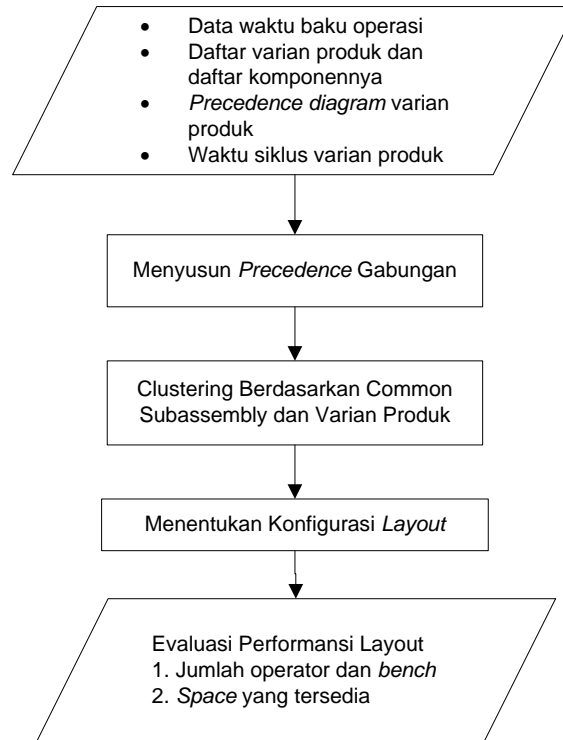 • Data waktu baku operasi
• Daftar varian produk dan
daftar komponennya
• Precedence diagram varian
produk
• Waktu siklus varian produk
Menyusun Precedence Gabungan
Clustering Berdasarkan Common
Subassembly dan Varian Produk
Menentukan Konfigurasi Layout
Evaluasi Performansi Layout
1. Jumlah operator dan bench
2. Space yang tersedia